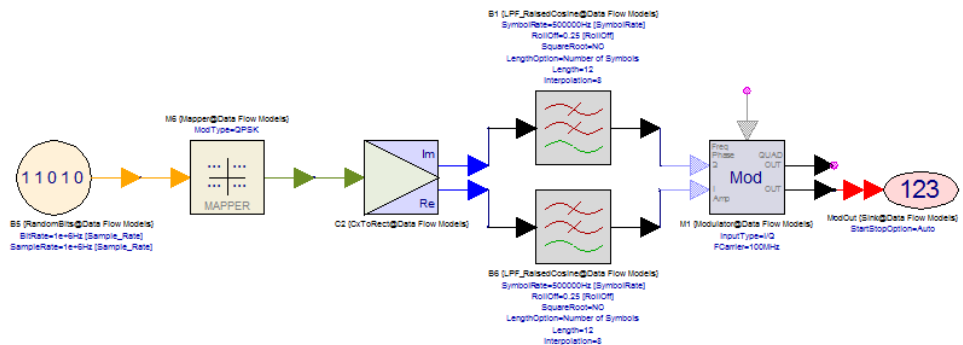 B1 {LPF_RaisedCosine@Data Flow Models}
SymbolRate=500000Hz [SymbolRate]
RollOff=0.25 [RollOff]
SquareRoot=NO
LengthOption=Number of Symbols
Length=12
Interpolation=8
M6 {Mapper@Data Flow Models}
ModType=QPSK
11010
MAPPER
Im
Re
Freq
Phase
Q
I
Amp
QUAD
OUT
Mod
OUT
123
B5 {RandomBits@Data Flow Models}
BitRate=1e+6Hz [Sample_Rate]
SampleRate=1e+6Hz [Sample_Rate]
C2 {CxToRect@Data Flow Models}
M1 {Modulator@Data Flow Models}
InputType=I/Q
FCarrier=100MHz
ModOut {Sink@Data Flow Models}
StartStopOption=Auto
B6 {LPF_RaisedCosine@Data Flow Models}
SymbolRate=500000Hz [SymbolRate]
RollOff=0.25 [RollOff]
SquareRoot=NO
LengthOption=Number of Symbols
Length=12
Interpolation=8